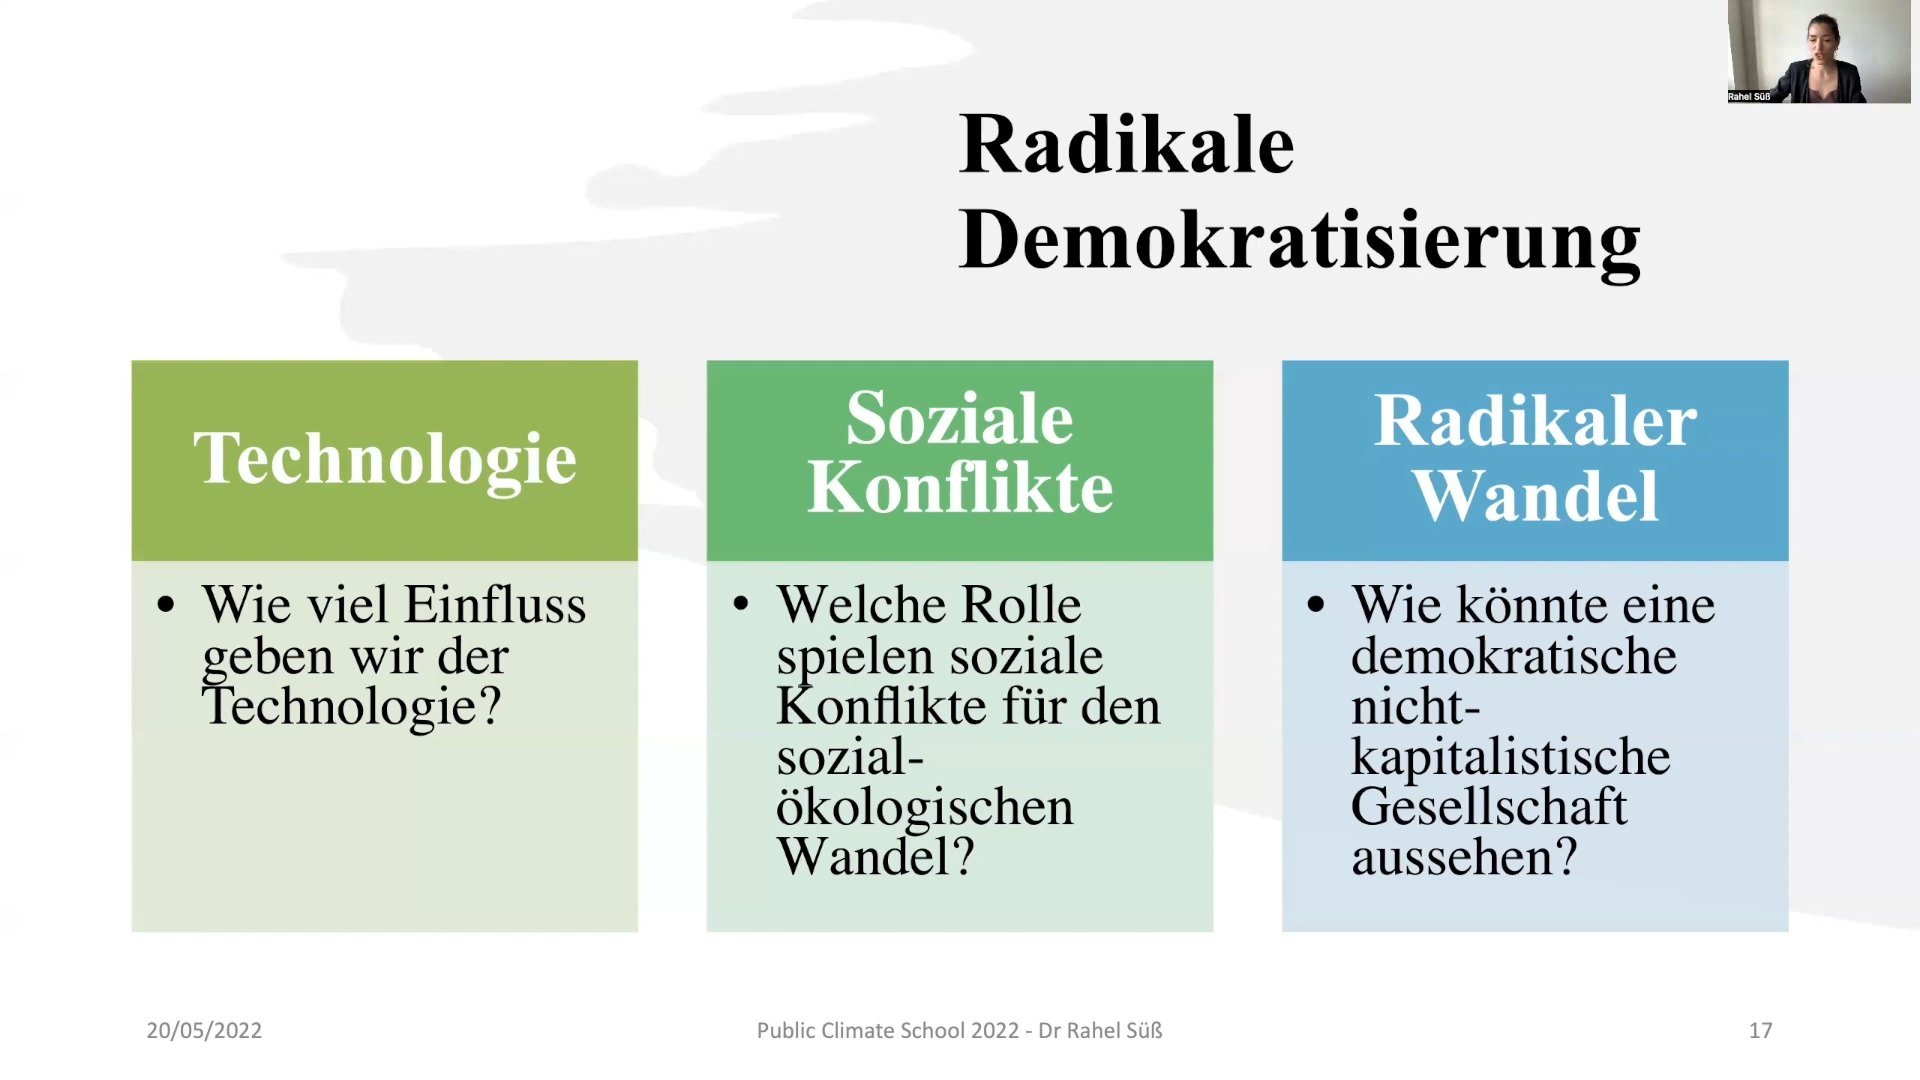 Rahel Süß
Radikale
Demokratisierung
Technologie
• Wie viel Einfluss
geben wir der
Technologie?
Soziale
Konflikte
• Welche Rolle
spielen soziale
Konflikte für den
sozial-
ökologischen
Wandel?
Radikaler
Wandel
• Wie könnte eine
demokratische
nicht-
kapitalistische
Gesellschaft
aussehen?
20/05/2022
Public Climate School 2022 - Dr Rahel Süß
17